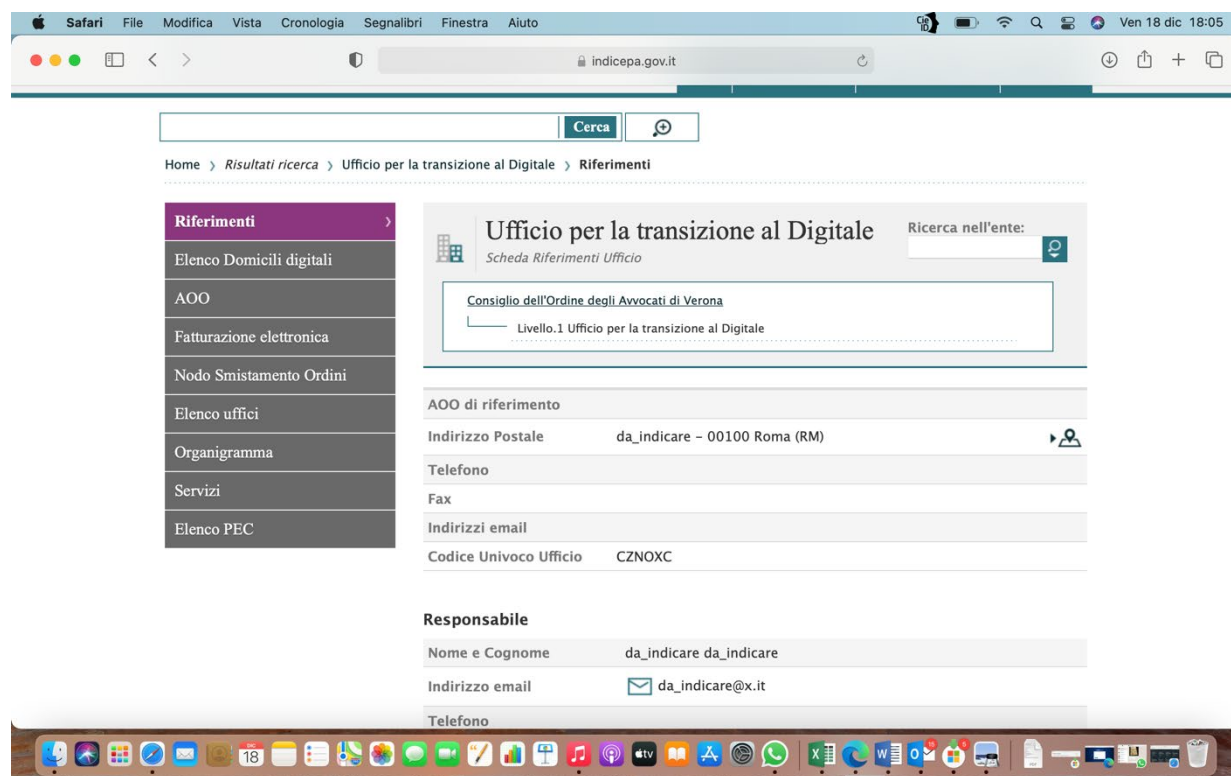 Safari File Modifica Vista Cronologia Segnalibri Finestra Aiuto Ven 18 dic 18:05
indicepa.gov.it
Cerca
Home › Risultati ricerca › Ufficio per la transizione al Digitale › Riferimenti
Riferimenti
Elenco Domicili digitali
AOO
Fatturazione elettronica
Nodo Smistamento Ordini
Elenco uffici
Organigramma
Servizi
Elenco PEC
Ufficio per la transizione al Digitale
Scheda Riferimenti Ufficio
Ricerca nell'ente:
Consiglio dell'Ordine degli Avvocati di Verona
Livello.1 Ufficio per la transizione al Digitale
AOO di riferimento
Indirizzo Postale da_indicare – 00100 Roma (RM)
Telefono
Fax
Indirizzi email
Codice Univoco Ufficio CZNOXC
Responsabile
Nome e Cognome da_indicare da_indicare
Indirizzo email da_indicare@x.it
Telefono
18